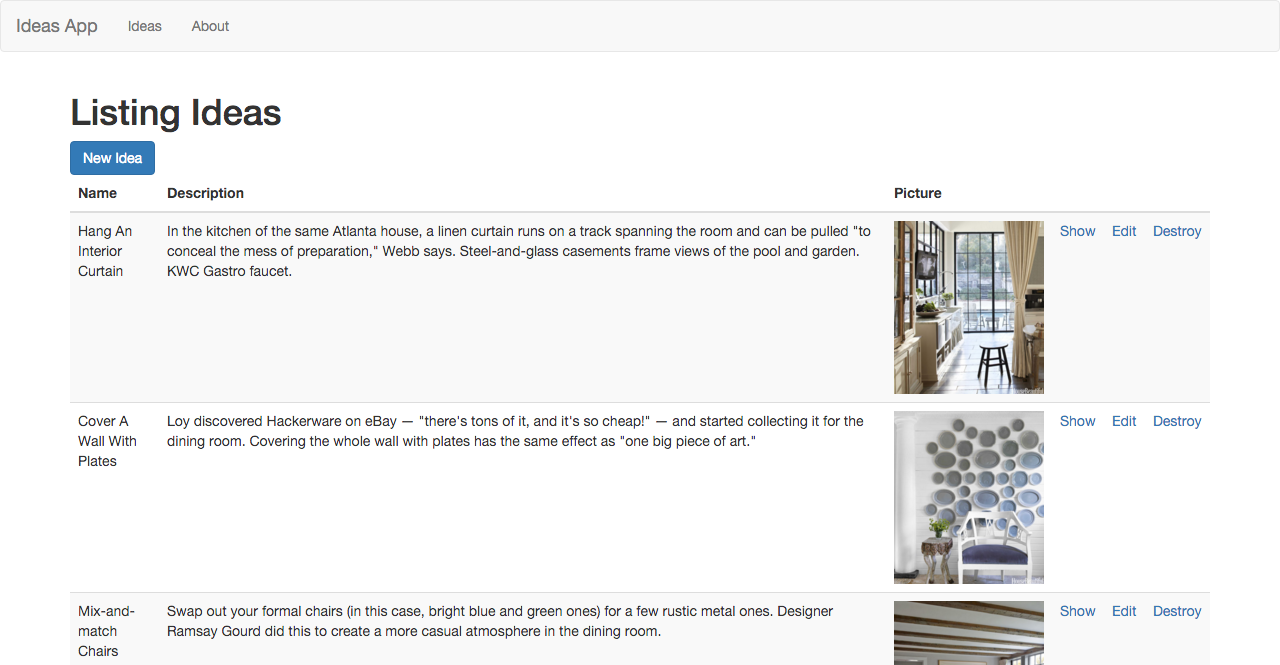 Ideas App Ideas About
Listing Ideas
New Idea
Name Description Picture
Hang An
Interior
Curtain
In the kitchen of the same Atlanta house, a linen curtain runs on a track spanning the room and can be pulled "to
conceal the mess of preparation," Webb says. Steel-and-glass casements frame views of the pool and garden.
KWC Gastro faucet.
Show Edit Destroy
Cover A
Wall With
Plates
Loy discovered Hackerware on eBay — "there's tons of it, and it's so cheap!" — and started collecting it for the
dining room. Covering the whole wall with plates has the same effect as "one big piece of art."
Show Edit Destroy
Mix-and-
match
Chairs
Swap out your formal chairs (in this case, bright blue and green ones) for a few rustic metal ones. Designer
Ramsay Gourd did this to create a more casual atmosphere in the dining room.
Show Edit Destroy